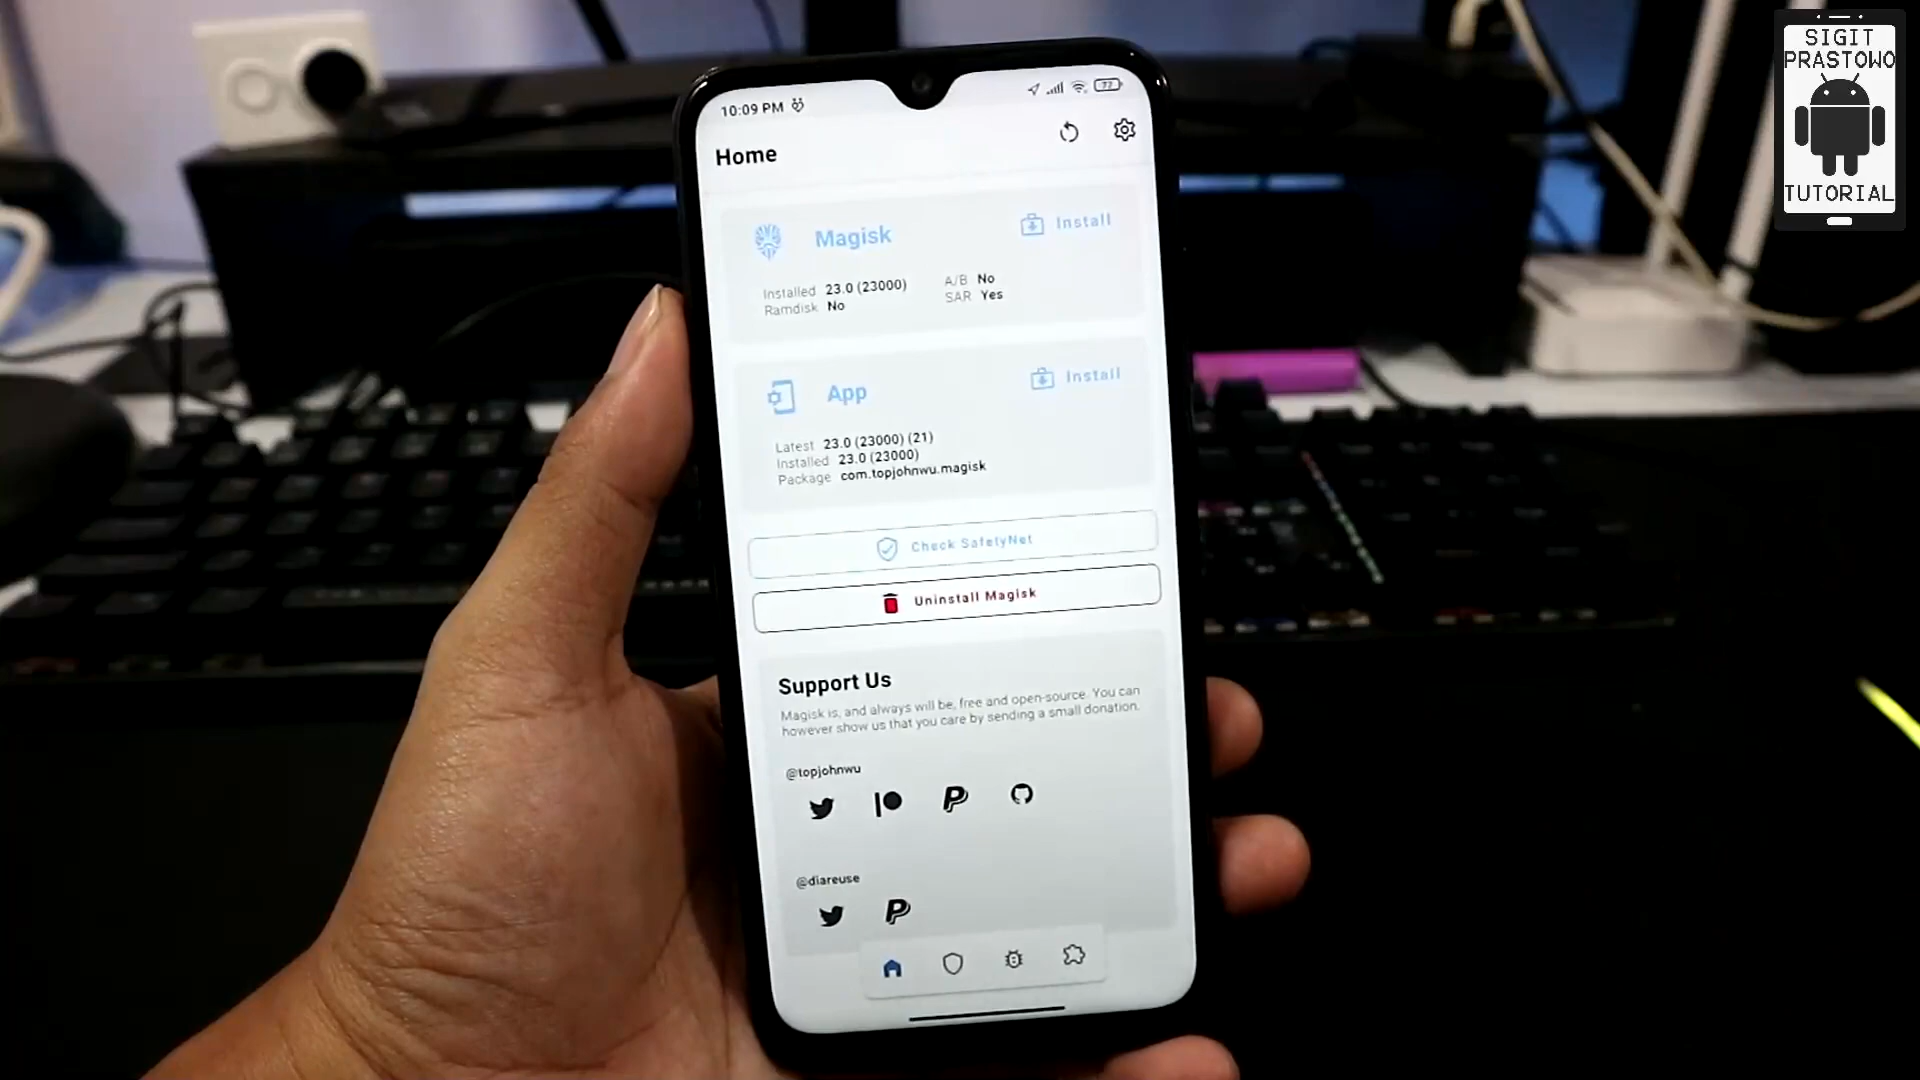 SIGIT
PRASTOWO
TUTORIAL
10:09 PM
77
Home
Magisk
Install
Installed 23.0 (23000)
Ramdisk No
A/B No
SAR Yes
App
Install
Latest 23.0 (23000) (21)
Installed 23.0 (23000)
Package com.topjohnwu.magisk
Check SafetyNet
Uninstall Magisk
Support Us
Magisk is, and always will be, free and open-source. You can
however show us that you care by sending a small donation.
@topjohnwu
@diareuse